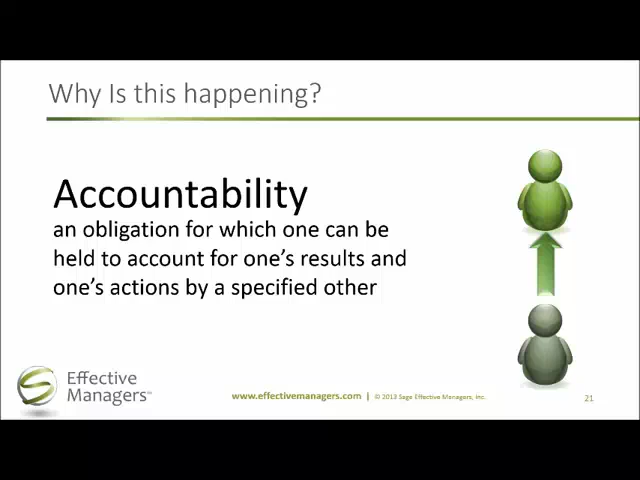 Why Is this happening?
Accountability
an obligation for which one can be
held to account for one's results and
one's actions by a specified other
Effective
Managers™
www.effectivemanagers.com | © 2013 Sage Effective Managers, Inc.
21